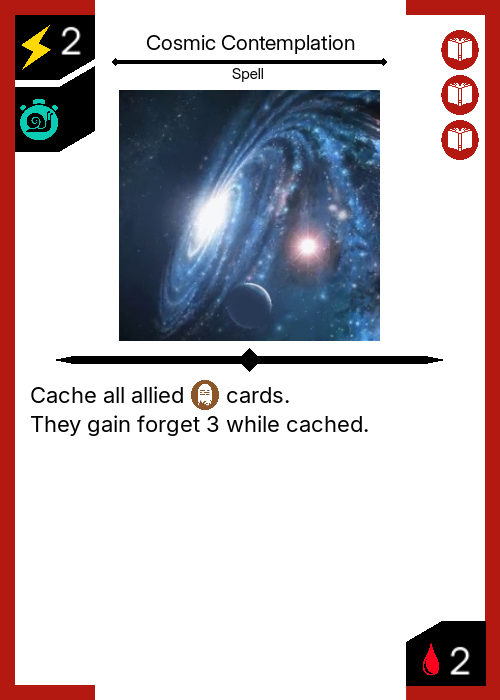 2
Cosmic Contemplation
Spell
Cache all allied cards.
They gain forget 3 while cached.
2